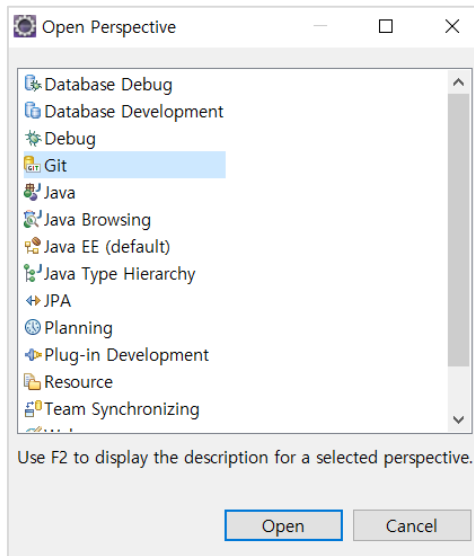 Open Perspective
Database Debug
Database Development
Debug
Git
Java
Java Browsing
Java EE (default)
Java Type Hierarchy
JPA
Planning
Plug-in Development
Resource
Team Synchronizing
Use F2 to display the description for a selected perspective.
Open
Cancel